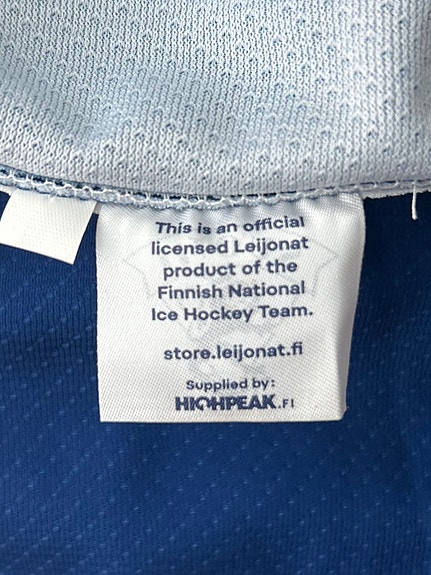 This is an official
licensed Leijonat
product of the
Finnish National
Ice Hockey Team.
store.leijonat.fi
Supplied by:
HIGHPEAK.FI